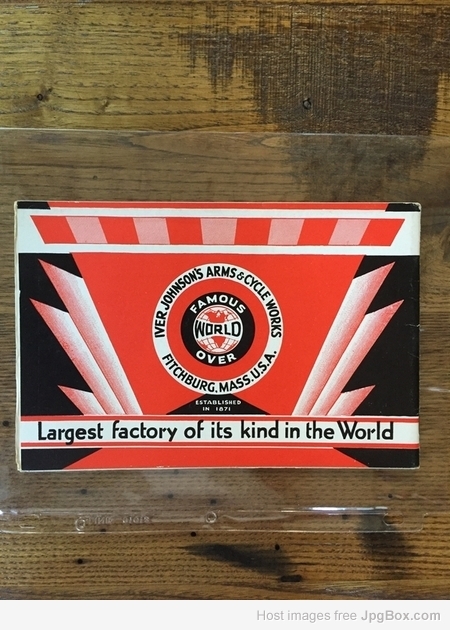 IVER JOHNSON'S ARMS & CYCLE WORKS
FAMOUS
WORLD
OVER
FITCHBURG, MASS. U.S.A.
ESTABLISHED
IN 1871
Largest factory of its kind in the World
Host images free JpgBox.com